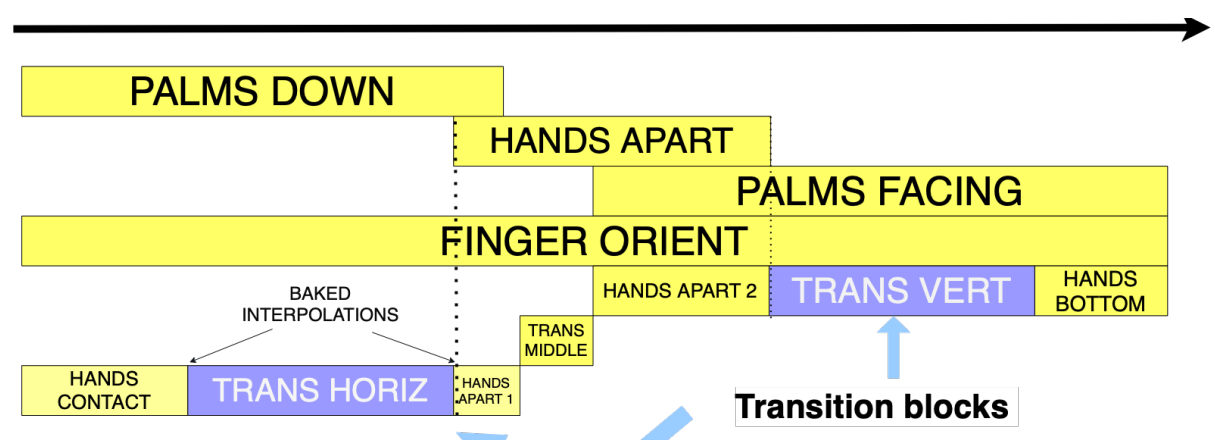 PALMS DOWN
HANDS APART
PALMS FACING
FINGER ORIENT
HANDS APART 2
TRANS VERT
HANDS
BOTTOM
BAKED
INTERPOLATIONS
TRANS
MIDDLE
HANDS
CONTACT
TRANS HORIZ
HANDS
APART 1
Transition blocks